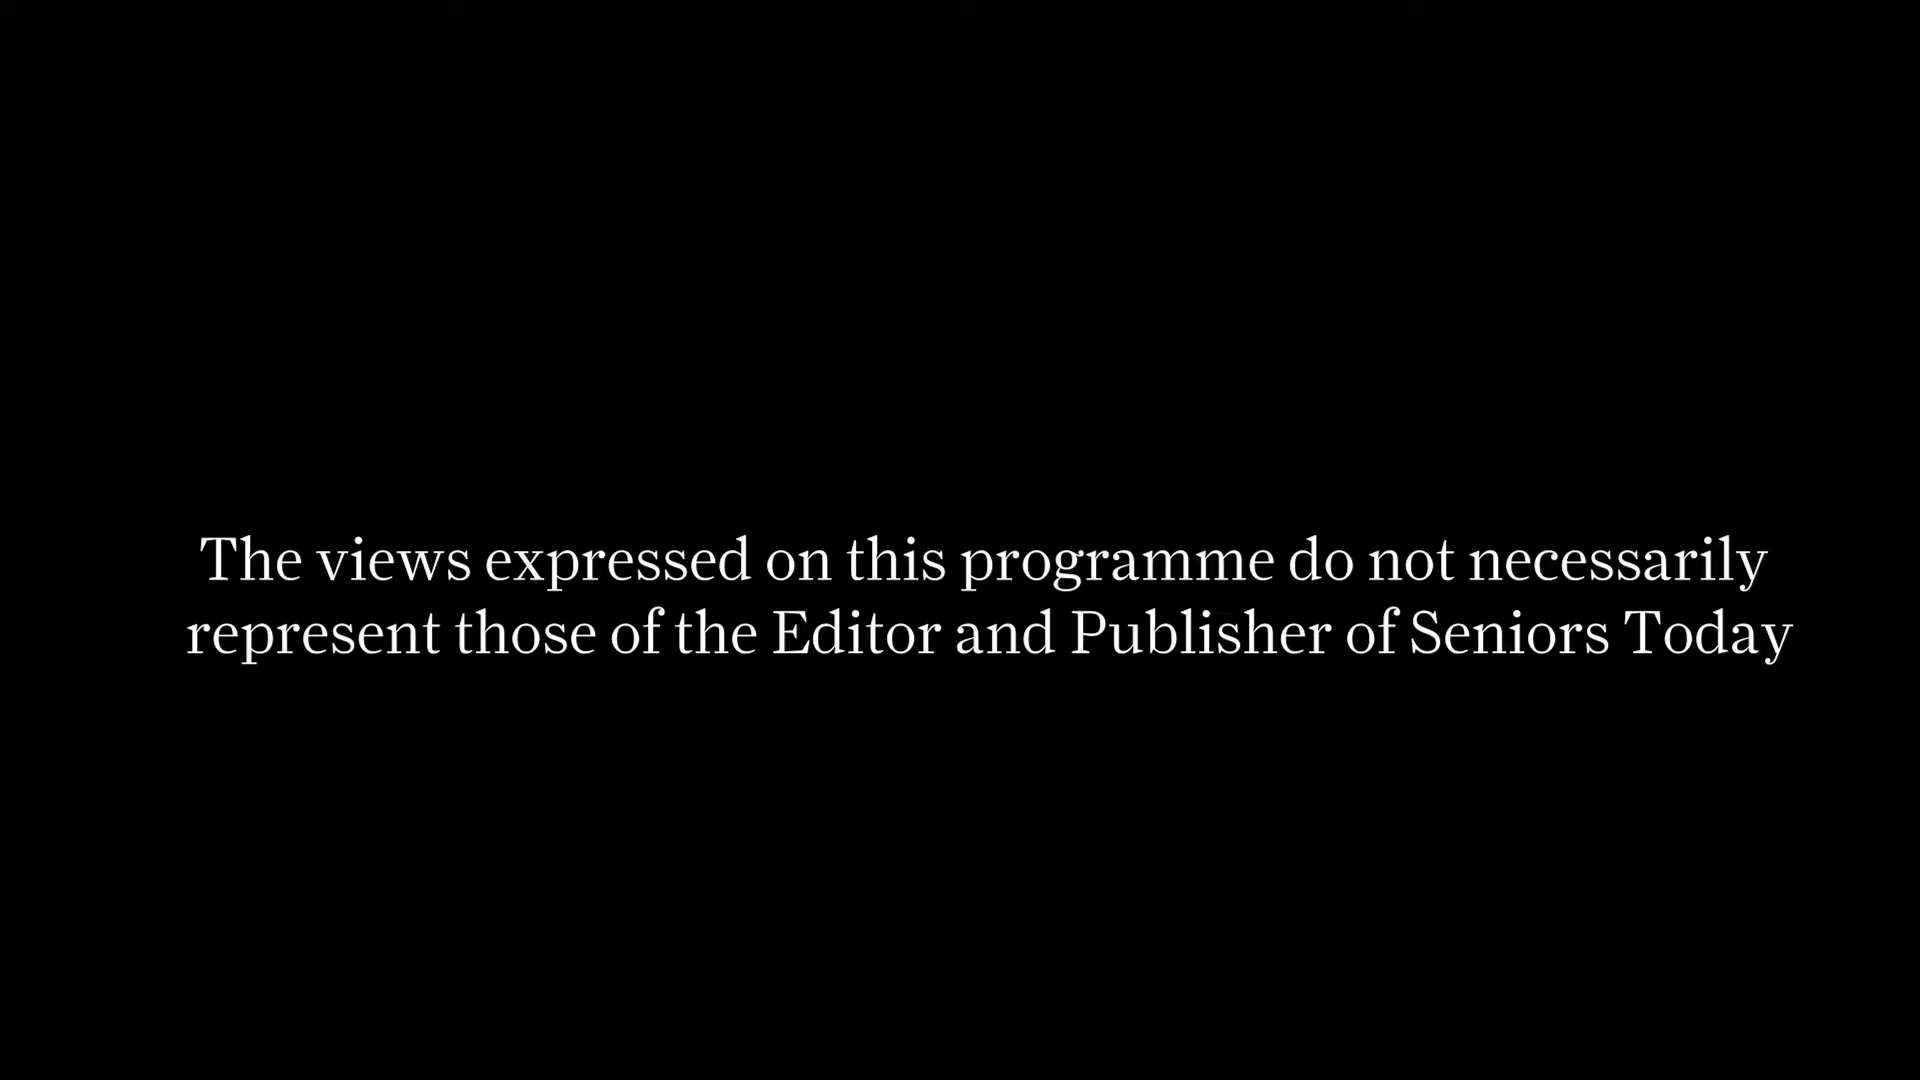 The views expressed on this programme do not necessarily
represent those of the Editor and Publisher of Seniors Today